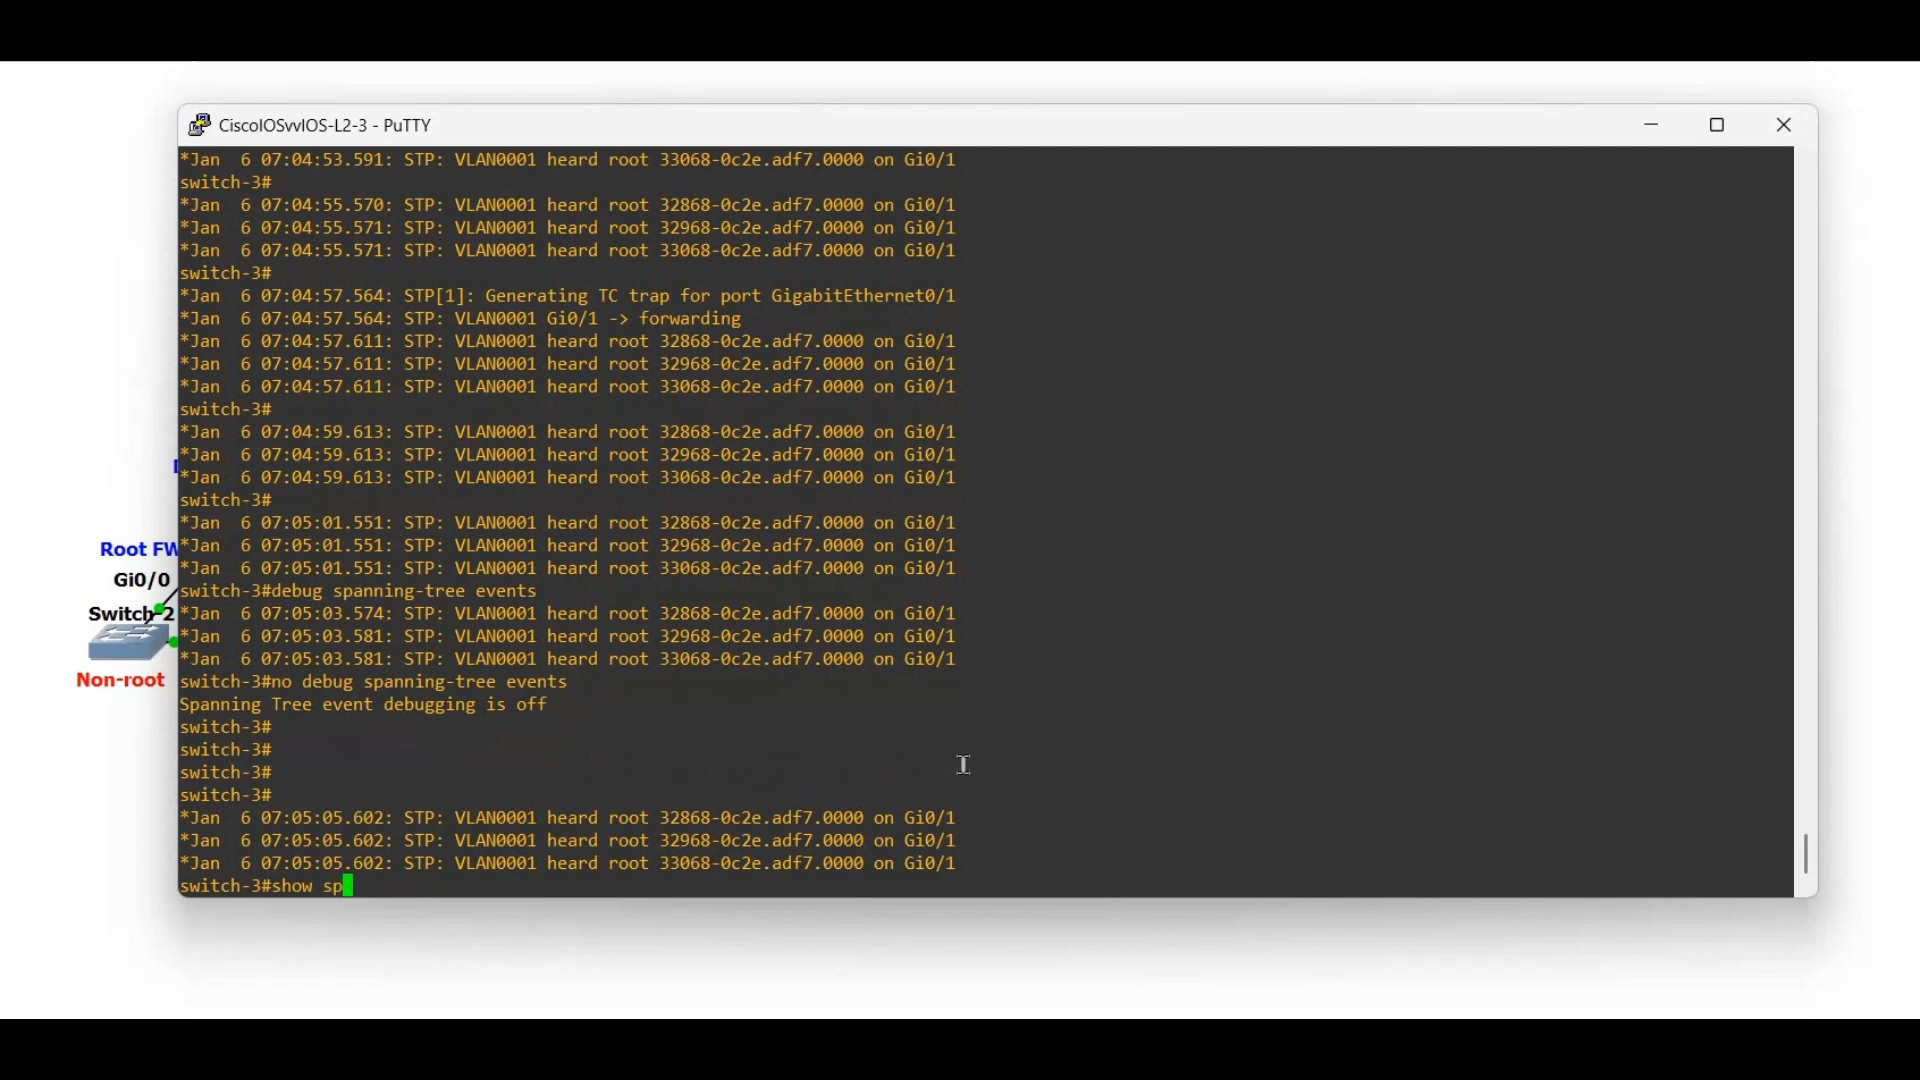 CiscoIOSvvIOS-L2-3 - PuTTY
*Jan  6 07:04:53.591: STP: VLAN0001 heard root 33068-0c2e.adf7.0000 on Gi0/1
switch-3#
*Jan  6 07:04:55.570: STP: VLAN0001 heard root 32868-0c2e.adf7.0000 on Gi0/1
*Jan  6 07:04:55.571: STP: VLAN0001 heard root 32968-0c2e.adf7.0000 on Gi0/1
*Jan  6 07:04:55.571: STP: VLAN0001 heard root 33068-0c2e.adf7.0000 on Gi0/1
switch-3#
*Jan  6 07:04:57.564: STP[1]: Generating TC trap for port GigabitEthernet0/1
*Jan  6 07:04:57.564: STP: VLAN0001 Gi0/1 -> forwarding
*Jan  6 07:04:57.611: STP: VLAN0001 heard root 32868-0c2e.adf7.0000 on Gi0/1
*Jan  6 07:04:57.611: STP: VLAN0001 heard root 32968-0c2e.adf7.0000 on Gi0/1
*Jan  6 07:04:57.611: STP: VLAN0001 heard root 33068-0c2e.adf7.0000 on Gi0/1
switch-3#
*Jan  6 07:04:59.613: STP: VLAN0001 heard root 32868-0c2e.adf7.0000 on Gi0/1
*Jan  6 07:04:59.613: STP: VLAN0001 heard root 32968-0c2e.adf7.0000 on Gi0/1
*Jan  6 07:04:59.613: STP: VLAN0001 heard root 33068-0c2e.adf7.0000 on Gi0/1
switch-3#
*Jan  6 07:05:01.551: STP: VLAN0001 heard root 32868-0c2e.adf7.0000 on Gi0/1
*Jan  6 07:05:01.551: STP: VLAN0001 heard root 32968-0c2e.adf7.0000 on Gi0/1
*Jan  6 07:05:01.551: STP: VLAN0001 heard root 33068-0c2e.adf7.0000 on Gi0/1
switch-3#debug spanning-tree events
*Jan  6 07:05:03.574: STP: VLAN0001 heard root 32868-0c2e.adf7.0000 on Gi0/1
*Jan  6 07:05:03.581: STP: VLAN0001 heard root 32968-0c2e.adf7.0000 on Gi0/1
*Jan  6 07:05:03.581: STP: VLAN0001 heard root 33068-0c2e.adf7.0000 on Gi0/1
switch-3#no debug spanning-tree events
Spanning Tree event debugging is off
switch-3#
switch-3#
switch-3#
switch-3#
*Jan  6 07:05:05.602: STP: VLAN0001 heard root 32868-0c2e.adf7.0000 on Gi0/1
*Jan  6 07:05:05.602: STP: VLAN0001 heard root 32968-0c2e.adf7.0000 on Gi0/1
*Jan  6 07:05:05.602: STP: VLAN0001 heard root 33068-0c2e.adf7.0000 on Gi0/1
switch-3#show sp
Root FW
Gi0/0
Switch-2
Non-root